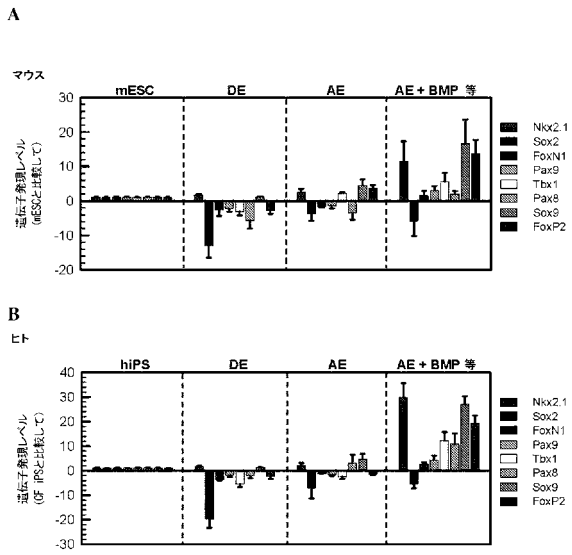 A
マウス
mESC DE AE AE + BMP 等
遺伝子発現レベル
(mESCと比較して)
30
20
10
0
-10
-20
Nkx2.1
Sox2
FoxN1
Pax9
Tbx1
Pax8
Sox9
FoxP2
B
ヒト
hiPS DE AE AE + BMP 等
遺伝子発現レベル
(CF iPSと比較して)
40
30
20
10
0
-10
-20
-30
Nkx2.1
Sox2
FoxN1
Pax9
Tbx1
Pax8
Sox9
FoxP2